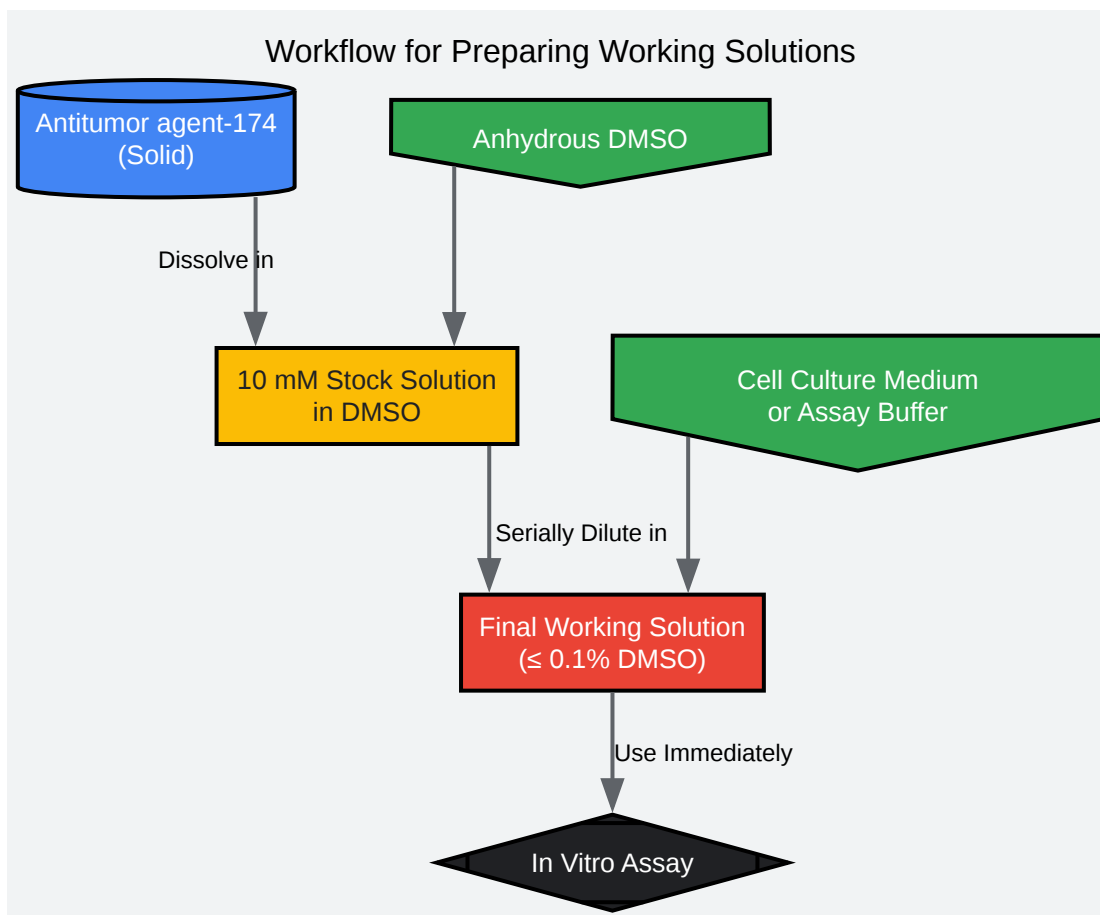 Workflow for Preparing Working Solutions
Antitumor agent-174
(Solid)
Anhydrous DMSO
Dissolve in
10 mM Stock Solution
in DMSO
Cell Culture Medium
or Assay Buffer
Serially Dilute in
Final Working Solution
(≤ 0.1% DMSO)
Use Immediately
In Vitro Assay